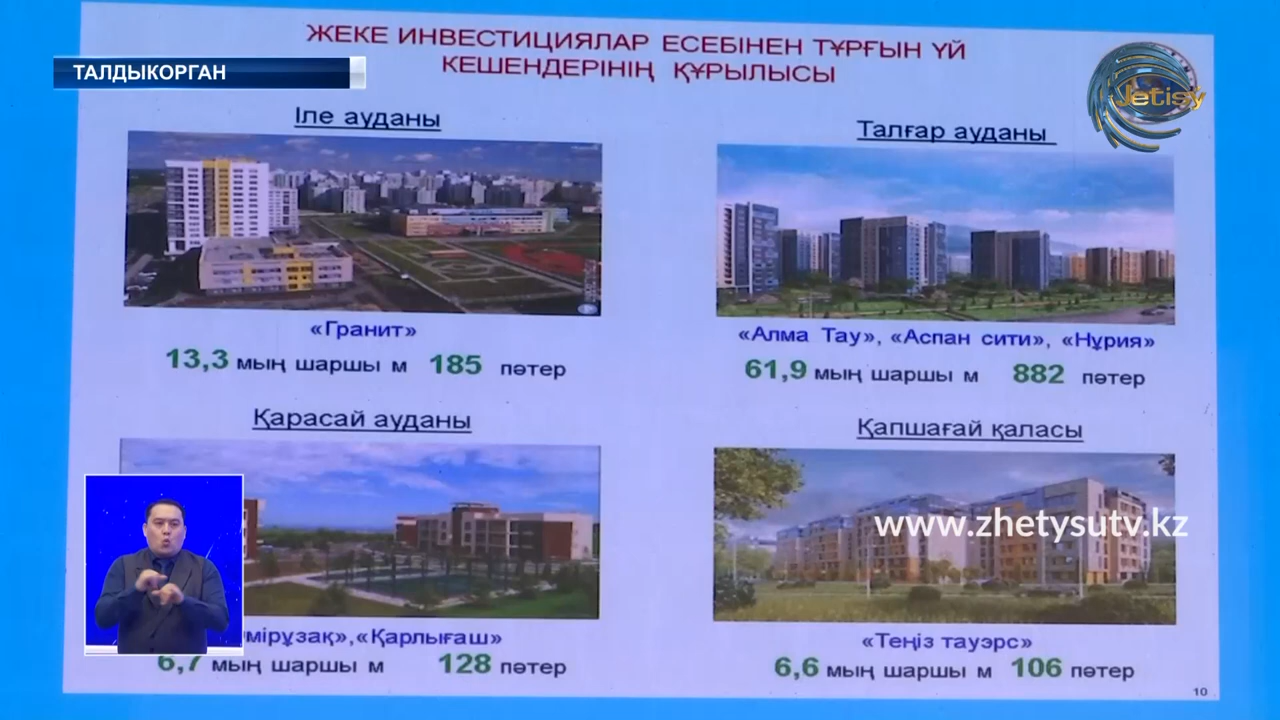 ЖЕКЕ ИНВЕСТИЦИЯЛАР ЕСЕБІНЕН ТҰРҒЫН ҮЙ
КЕШЕНДЕРІНІҢ ҚҰРЫЛЫСЫ
ТАЛДЫКОРГАН
Jetisy
Іле ауданы
«Гранит»
13,3 мың шаршы м 185 пәтер
Талғар ауданы
«Алма Тау», «Аспан сити», «Нұрия»
61,9 мың шаршы м 882 пәтер
Қарасай ауданы
«Қарлығаш»
6,7 мың шаршы м 128 пәтер
Қапшағай қаласы
www.zhetysutv.kz
«Теңіз тауэрс»
6,6 мың шаршы м 106 пәтер
10